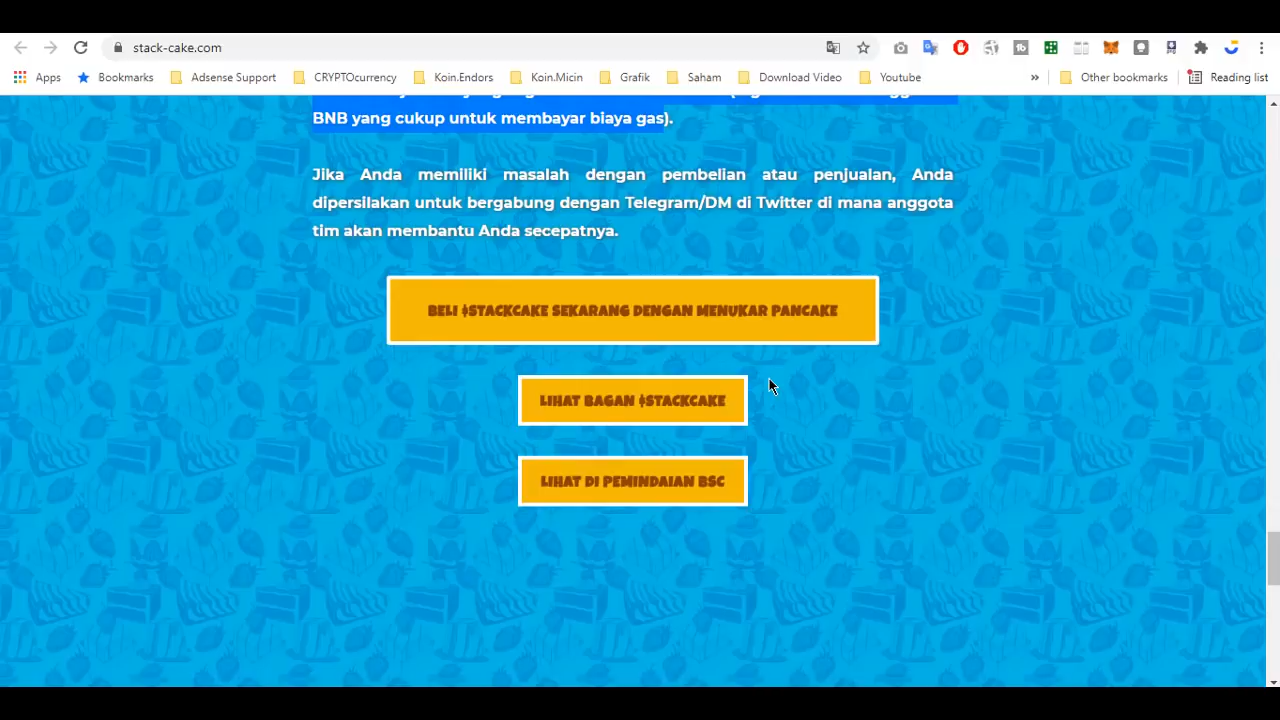 stack-cake.com
Apps Bookmarks Adsense Support CRYPTOcurrency Koin.Endors Koin.Micin Grafik Saham Download Video Youtube » Other bookmarks Reading list
BNB yang cukup untuk membayar biaya gas).
Jika Anda memiliki masalah dengan pembelian atau penjualan, Anda
dipersilakan untuk bergabung dengan Telegram/DM di Twitter di mana anggota
tim akan membantu Anda secepatnya.
BELI $STACKCAKE SEKARANG DENGAN MENUKAR PANCAKE
LIHAT BAGAN $STACKCAKE
LIHAT DI PEMINDAIAN BSC